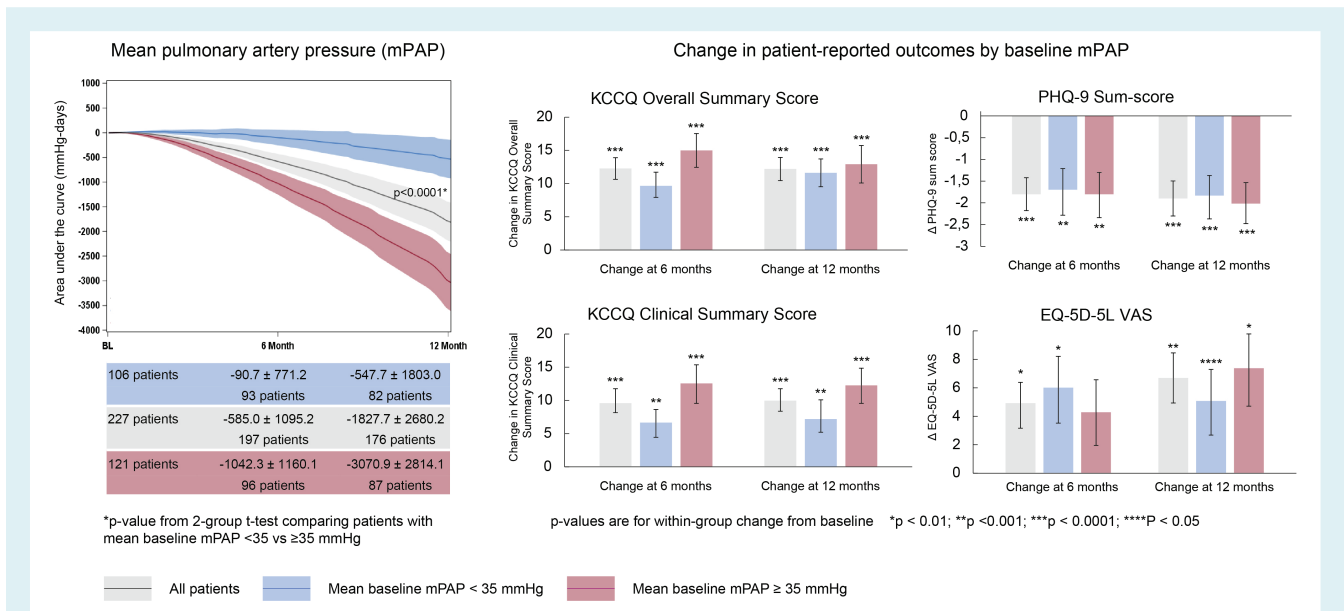 Mean pulmonary artery pressure (mPAP)
Area under the curve (mmHg-days)
1000
500
0
-500
-1000
-1500
-2000
-2500
-3000
-3500
-4000
p<0.0001*
BL 6 Month 12 Month
106 patients -90.7 ± 771.2 -547.7 ± 1803.0
93 patients 82 patients
227 patients -585.0 ± 1095.2 -1827.7 ± 2680.2
197 patients 176 patients
121 patients -1042.3 ± 1160.1 -3070.9 ± 2814.1
96 patients 87 patients
*p-value from 2-group t-test comparing patients with
mean baseline mPAP <35 vs ≥35 mmHg
Change in patient-reported outcomes by baseline mPAP
KCCQ Overall Summary Score
Change in KCCQ Overall
Summary Score
20
15
10
5
0
*** *** *** *** *** ***
Change at 6 months Change at 12 months
PHQ-9 Sum-score
Δ PHQ-9 sum score
0
-0,5
-1
-1,5
-2
-2,5
-3
*** ** ** *** *** ***
Change at 6 months Change at 12 months
KCCQ Clinical Summary Score
Change in KCCQ Clinical
Summary Score
20
15
10
5
0
*** ** *** *** ** ***
Change at 6 months Change at 12 months
EQ-5D-5L VAS
Δ EQ-5D-5L VAS
10
8
6
4
2
0
* * ** **** *
Change at 6 months Change at 12 months
p-values are for within-group change from baseline *p < 0.01; **p <0.001; ***p < 0.0001; ****P < 0.05
All patients Mean baseline mPAP < 35 mmHg Mean baseline mPAP ≥ 35 mmHg